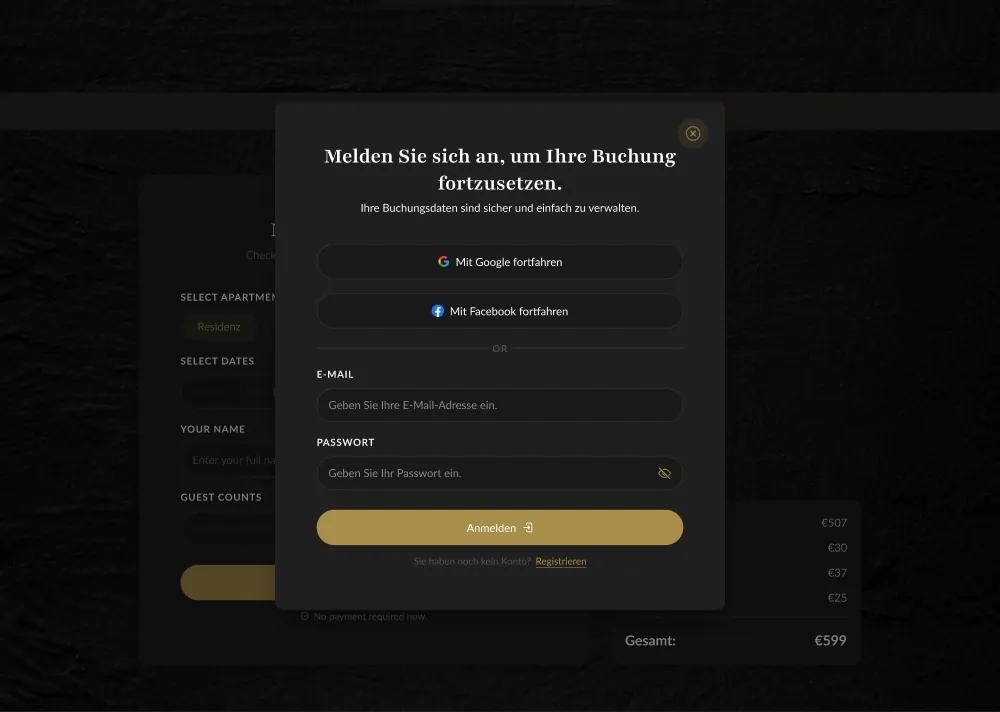 Melden Sie sich an, um Ihre Buchung
fortzusetzen.
Ihre Buchungsdaten sind sicher und einfach zu verwalten.
Mit Google fortfahren
Mit Facebook fortfahren
OR
E-MAIL
Geben Sie Ihre E-Mail-Adresse ein.
PASSWORT
Geben Sie Ihr Passwort ein.
Anmelden
Sie haben noch kein Konto? Registrieren
Residenz
SELECT
SELECT DATES
YOUR NAME
Enter your full
GUEST COUNTS
No payment required now.
€507
€30
€37
€25
Gesamt: €599